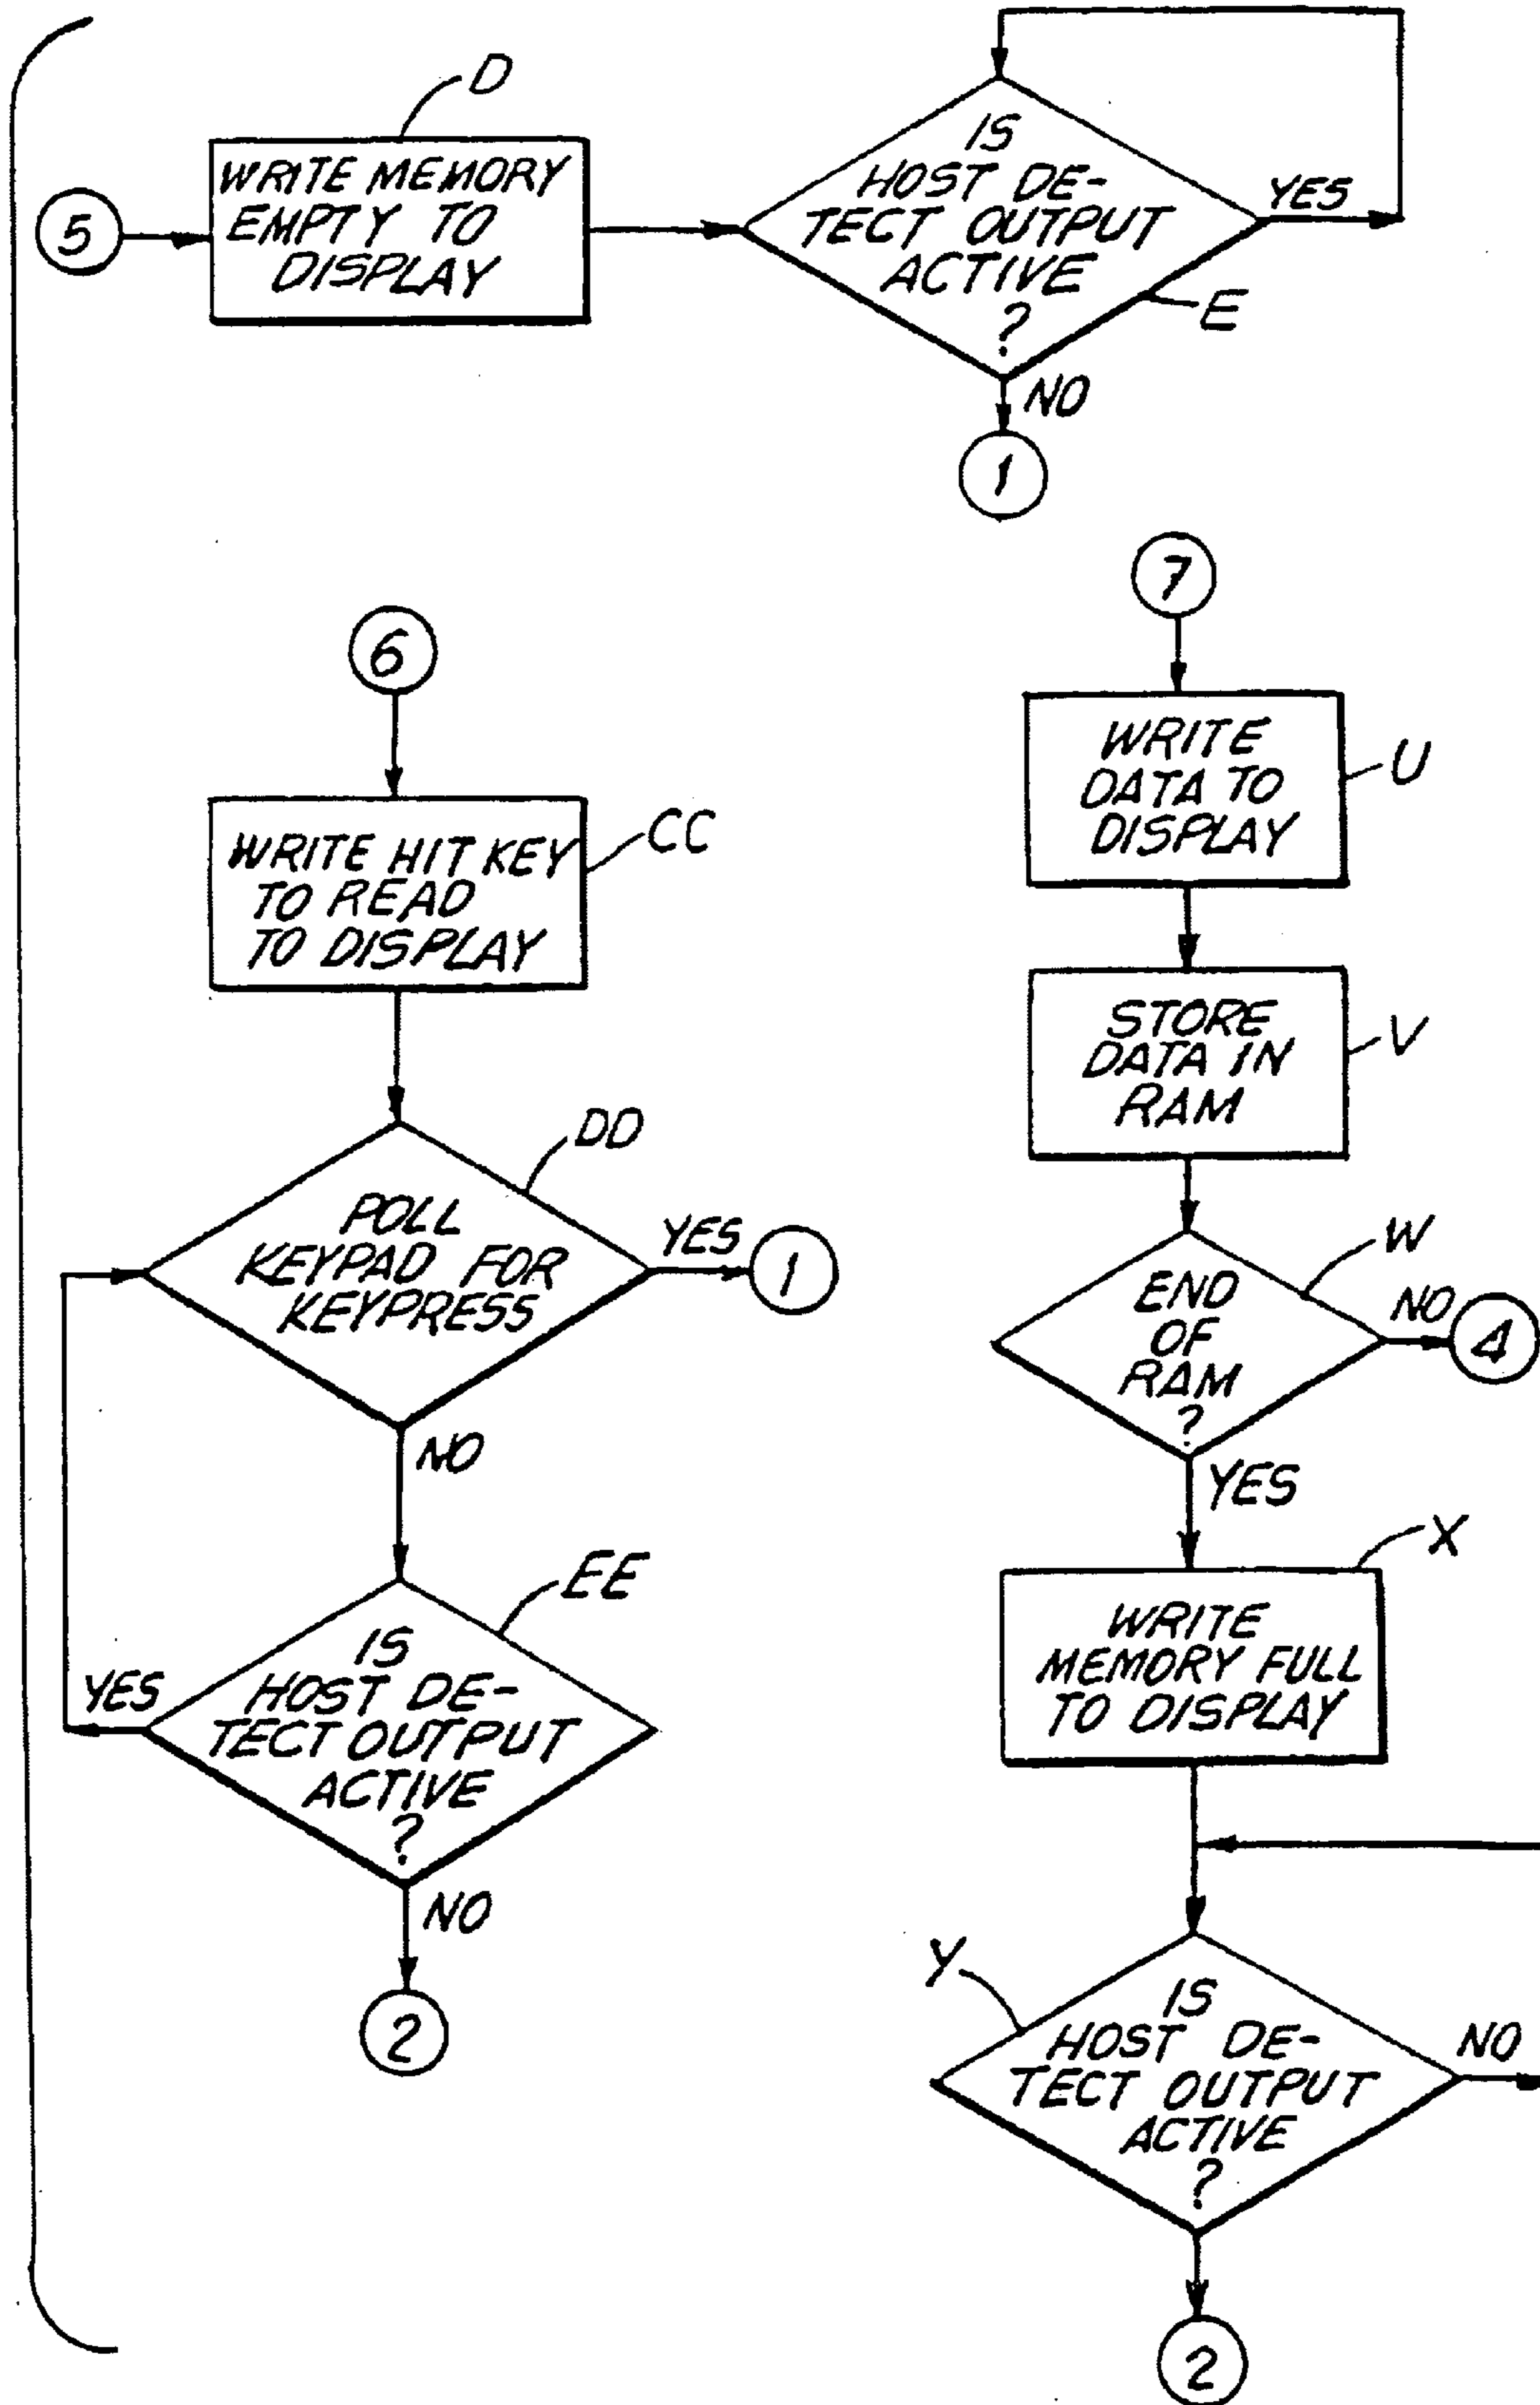 D
5
WRITE MEMORY
EMPTY TO
DISPLAY
IS
HOST DE-
TECT OUTPUT
ACTIVE
?
YES
E
NO
1
6
CC
WRITE HIT KEY
TO READ
TO DISPLAY
DD
POLL
KEYPAD FOR
KEYPRESS
YES
1
NO
EE
IS
HOST DE-
TECT OUTPUT
ACTIVE
?
YES
NO
2
7
WRITE
DATA TO
DISPLAY
U
STORE
DATA IN
RAM
V
W
END
OF
RAM
?
NO
4
YES
X
WRITE
MEMORY FULL
TO DISPLAY
Y
IS
HOST DE-
TECT OUTPUT
ACTIVE
?
NO
2